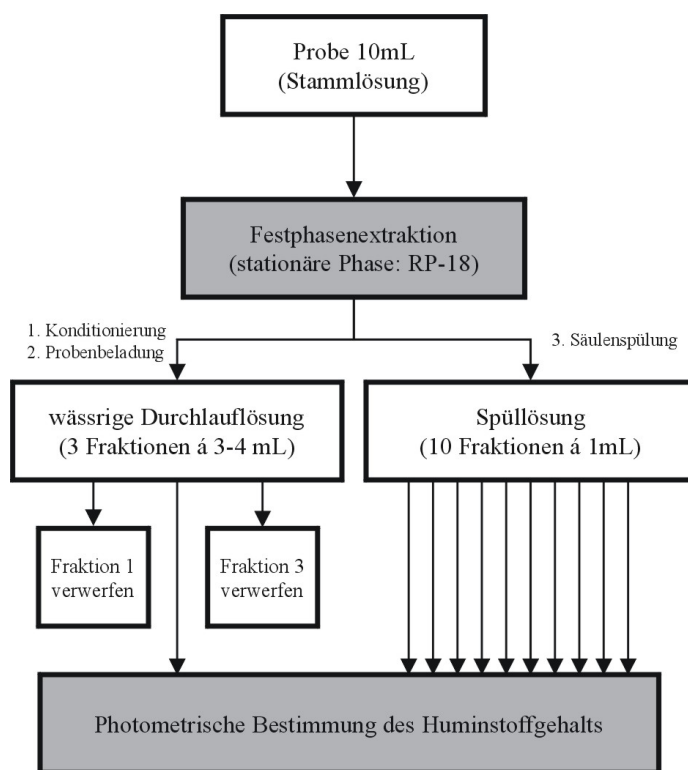 Probe 10mL
(Stammlösung)
Festphasenextraktion
(stationäre Phase: RP-18)
1. Konditionierung
2. Probenbeladung
3. Säulenspülung
wässrige Durchlauflösung
(3 Fraktionen á 3-4 mL)
Spüllösung
(10 Fraktionen á 1mL)
Fraktion 1
verwerfen
Fraktion 3
verwerfen
Photometrische Bestimmung des Huminstoffgehalts